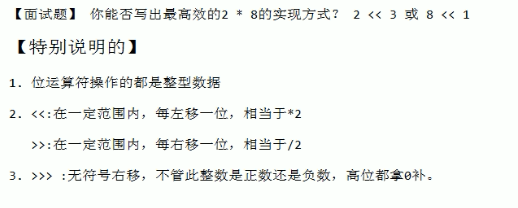 【面试题】 你能否写出最高效的2 * 8的实现方式? 2 << 3 或 8 << 1
【特别说明的】
1. 位运算符操作的都是整型数据
2. <<:在一定范围内，每左移一位，相当于*2
>>:在一定范围内，每右移一位，相当于/2
3. >>> :无符号右移，不管此整数是正数还是负数，高位都拿0补。